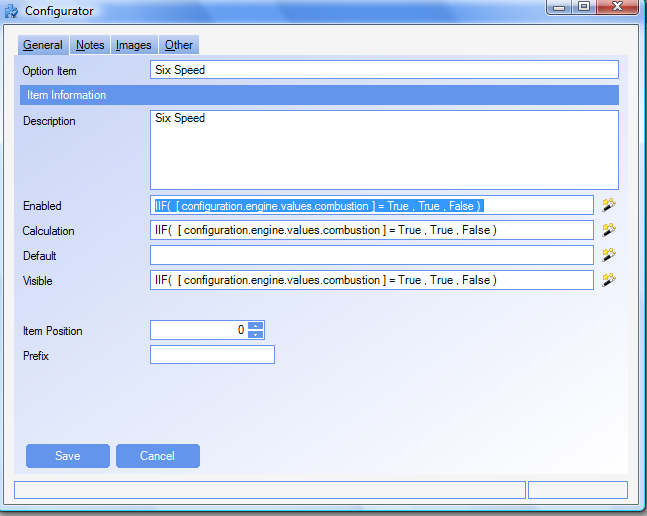 Configurator
General Notes Images Other
Option Item Six Speed
Item Information
Description Six Speed
Enabled IIF( [ configuration.engine.values.combustion ] = True , True , False )
Calculation IIF( [ configuration.engine.values.combustion ] = True , True , False )
Default
Visible IIF( [ configuration.engine.values.combustion ] = True , True , False )
Item Position 0
Prefix
Save Cancel